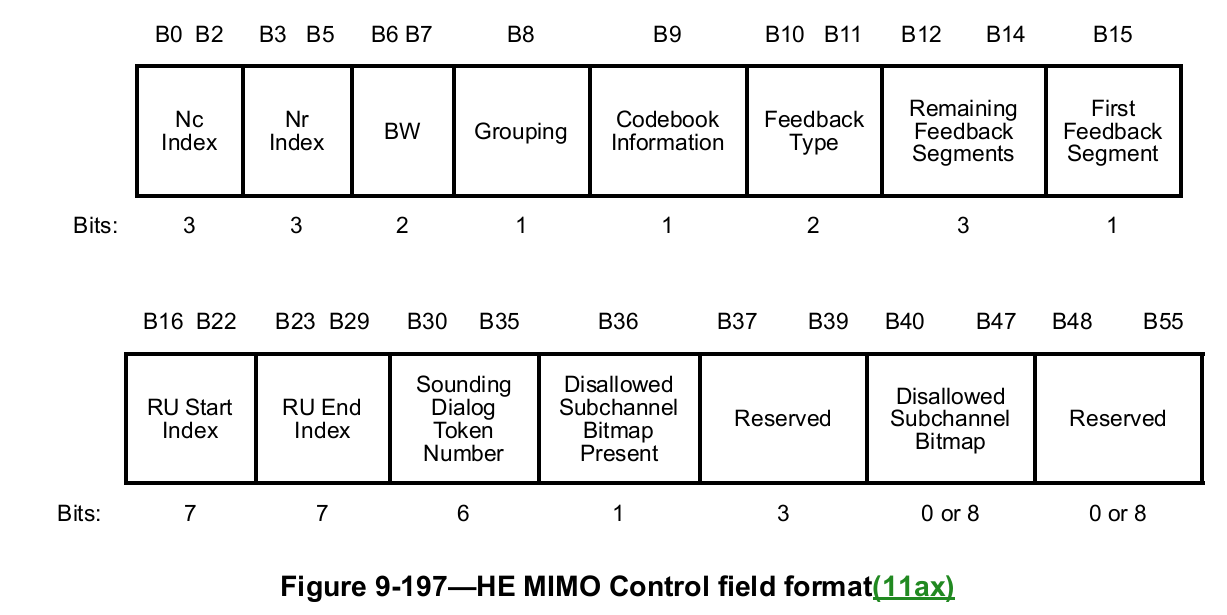 B0 B2 B3 B5 B6 B7 B8 B9 B10 B11 B12 B14 B15
Nc Index
Nr Index
BW
Grouping
Codebook Information
Feedback Type
Remaining Feedback Segments
First Feedback Segment
Bits: 3 3 2 1 1 2 3 1
B16 B22 B23 B29 B30 B35 B36 B37 B39 B40 B47 B48 B55
RU Start Index
RU End Index
Sounding Dialog Token Number
Disallowed Subchannel Bitmap Present
Reserved
Disallowed Subchannel Bitmap
Reserved
Bits: 7 7 6 1 3 0 or 8 0 or 8
Figure 9-197—HE MIMO Control field format(11ax)